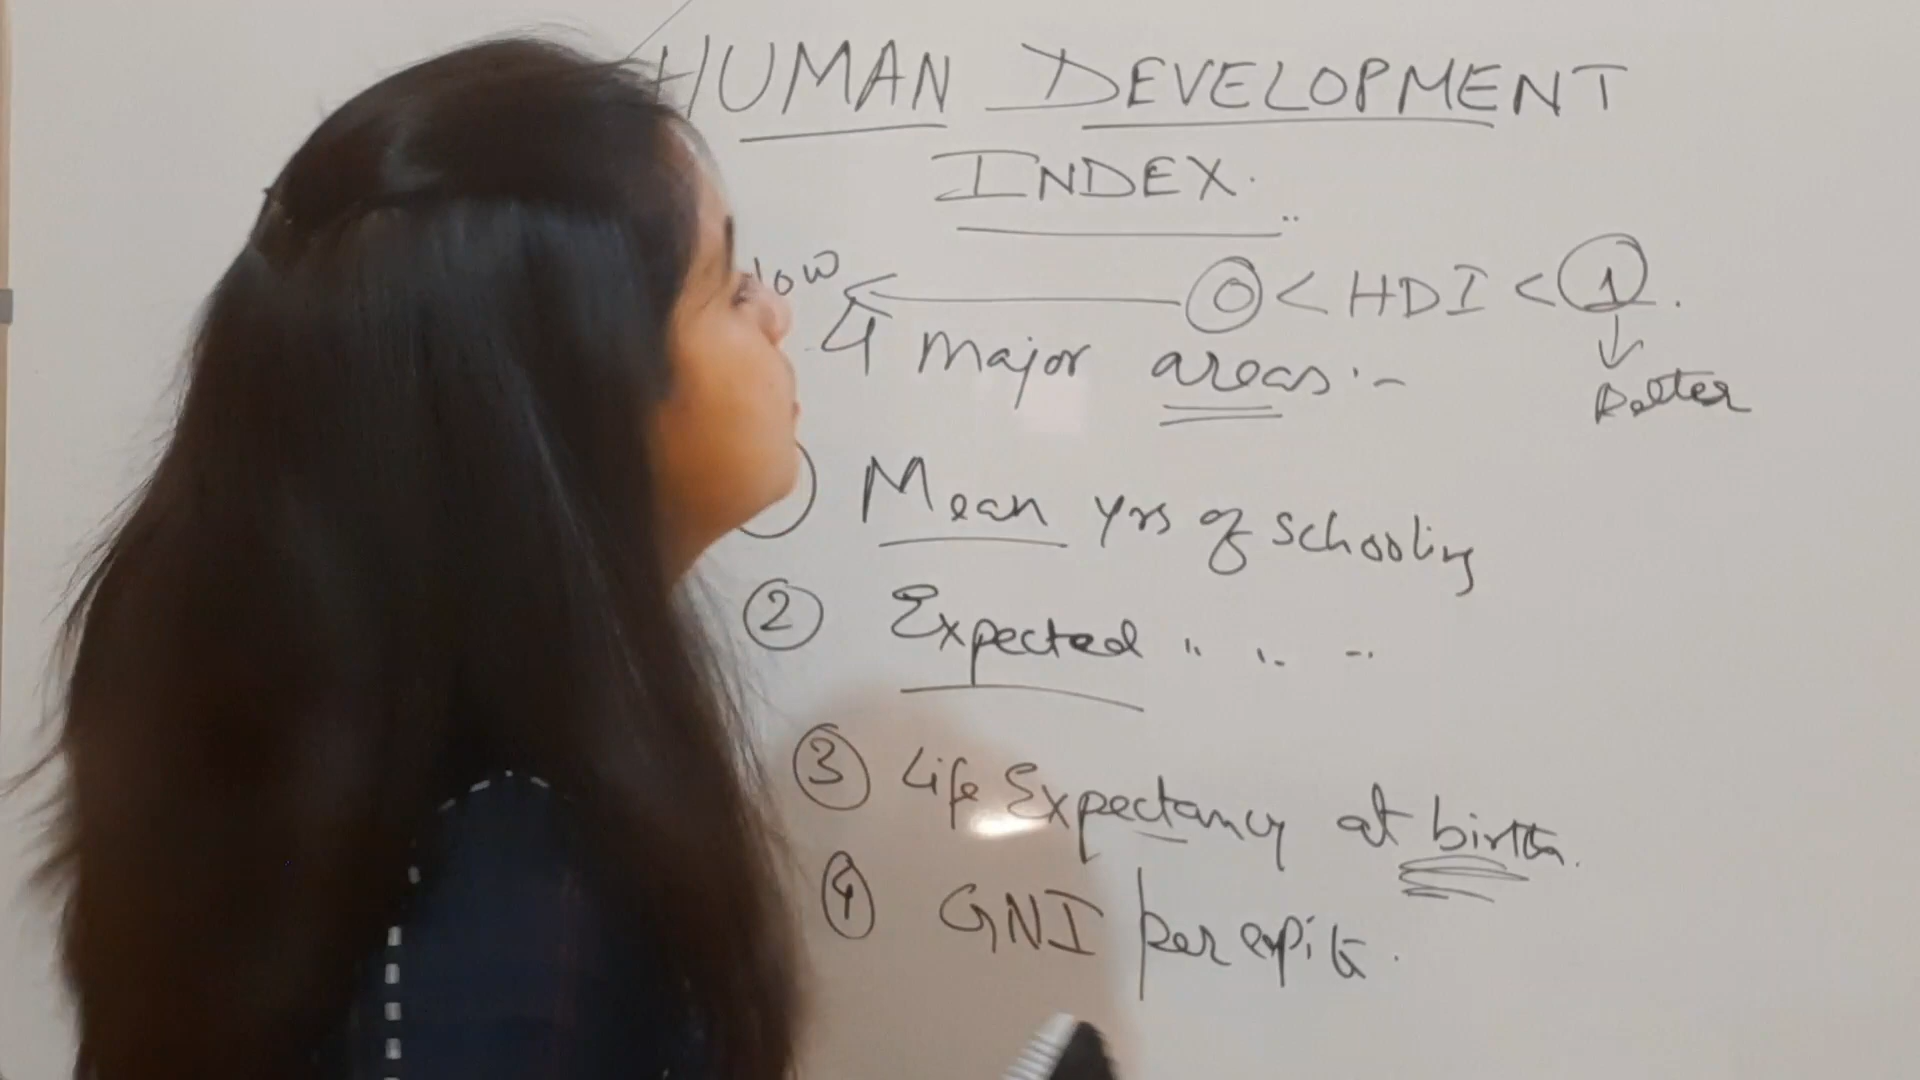 HUMAN DEVELOPMENT
INDEX.
low ← 0 < HDI < 1.
↓
Better
4 major areas :-
Mean yrs of schooling
② Expected " " "
③ Life Expectancy at birth.
④ GNI per capita.